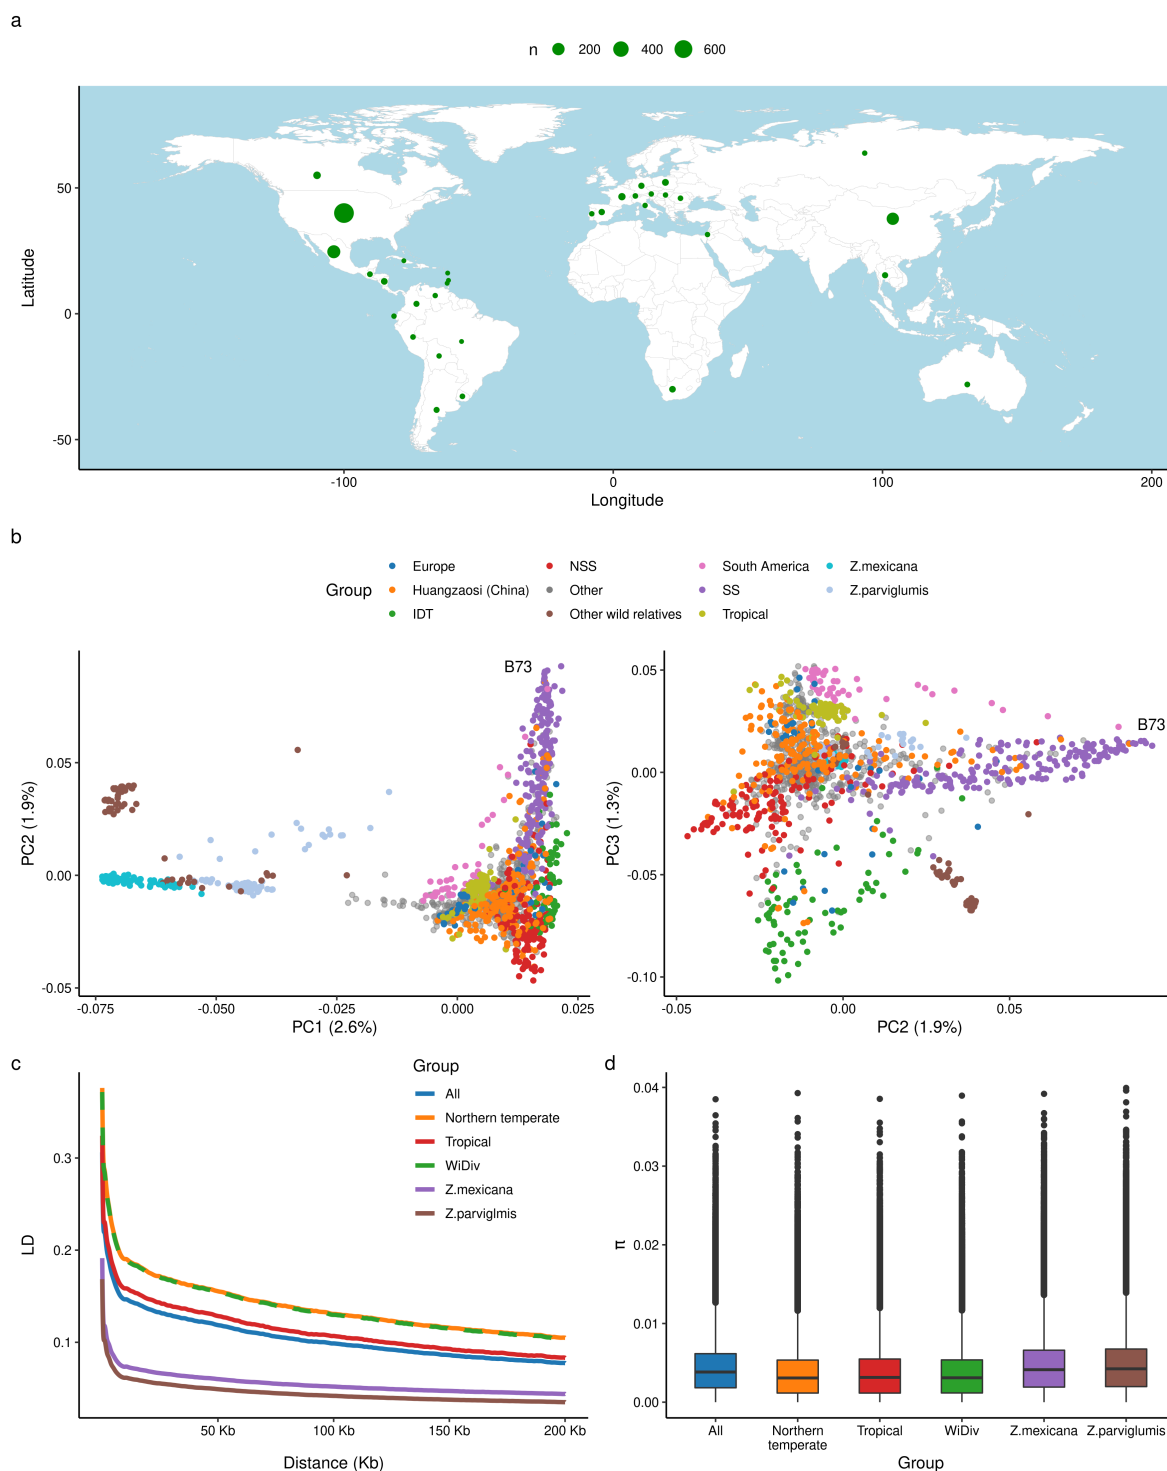 a
n 200 400 600
50
0
-50
Latitude
-100 0 100 200
Longitude
b
Group
Europe NSS South America Z.mexicana
Huangzaosi (China) Other SS Z.parviglumis
IDT Other wild relatives Tropical
B73
0.05
0.00
-0.05
PC2 (1.9%)
-0.075 -0.050 -0.025 0.000 0.025
PC1 (2.6%)
B73
0.05
0.00
-0.05
-0.10
PC3 (1.3%)
-0.05 0.00 0.05
PC2 (1.9%)
c
Group
All
Northern temperate
Tropical
WiDiv
Z.mexicana
Z.parviglmis
0.3
0.2
0.1
LD
50 Kb 100 Kb 150 Kb 200 Kb
Distance (Kb)
d
0.04
0.03
0.02
0.01
0.00
π
All Northern temperate Tropical WiDiv Z.mexicana Z.parviglumis
Group